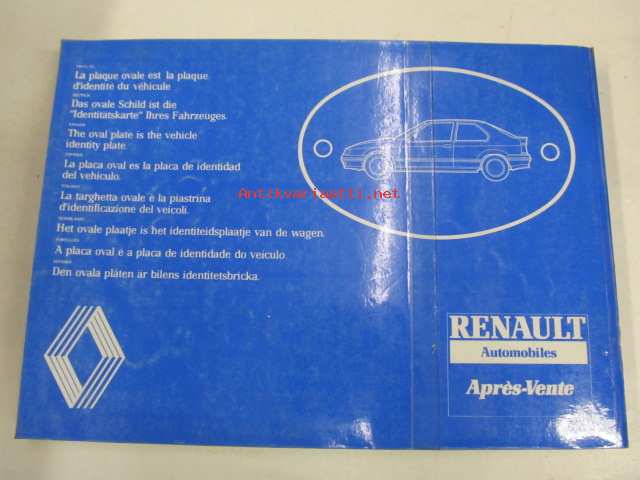 La plaque ovale est la plaque
d'identité du véhicule
Das ovale Schild ist die
"Identitätskarte" Ihres Fahrzeuges.
The oval plate is the vehicle
identity plate.
La placa oval es la placa de identidad
del vehiculo.
La targhetta ovale è la piastrina
d'identificazione del veicoli.
Het ovale plaatje is het identiteidsplaatje van de wagen.
A placa oval é a placa de identidade do veiculo.
Den ovala plåten är bilens identitetsbricka.
Antikvariaatti.net
RENAULT
Automobiles
Après-Vente